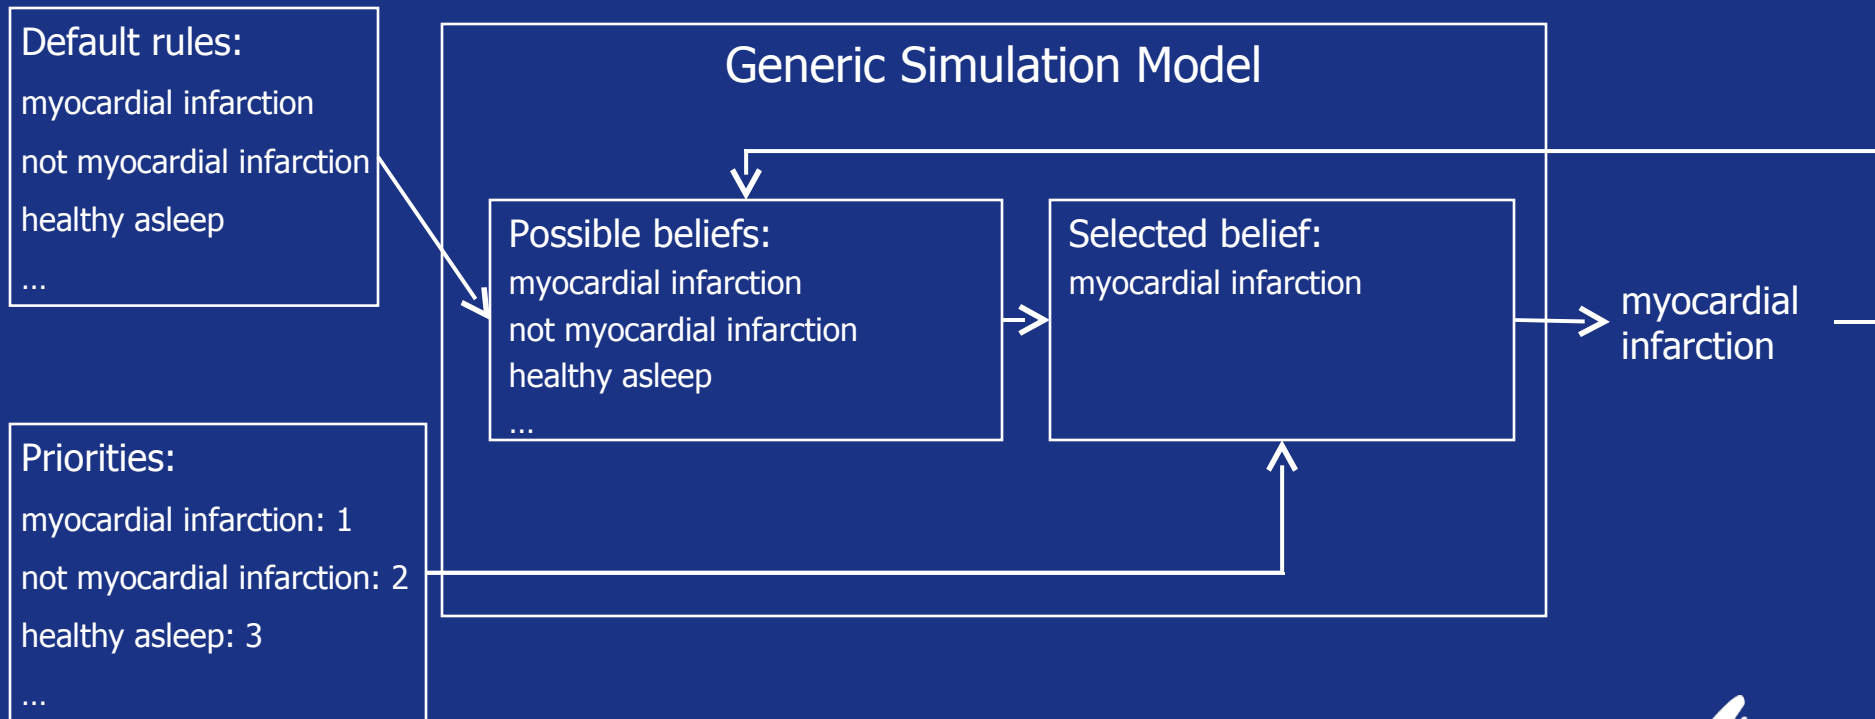 Default rules:
myocardial infarction
not myocardial infarction
healthy asleep
...
Generic Simulation Model
Possible beliefs:
myocardial infarction
not myocardial infarction
healthy asleep
...
Selected belief:
myocardial infarction
myocardial
infarction
Priorities:
myocardial infarction: 1
not myocardial infarction: 2
healthy asleep: 3
...